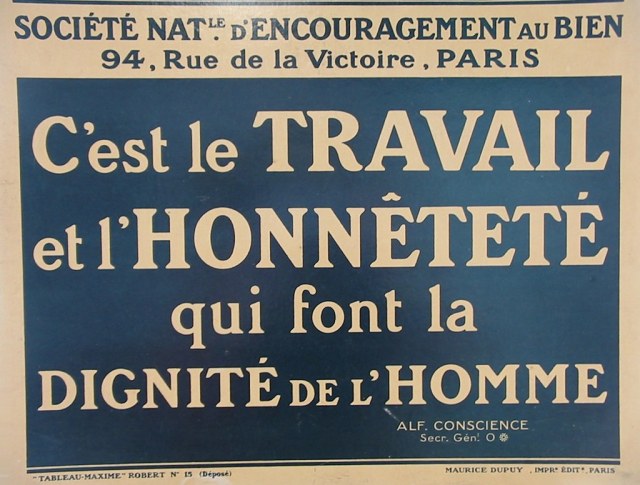 SOCIÉTÉ NATLE. D'ENCOURAGEMENT AU BIEN
94, Rue de la Victoire, PARIS
C'est le TRAVAIL
et l'HONNÊTETÉ
qui font la
DIGNITÉ DE L'HOMME
ALF. CONSCIENCE
Secr. Génl. O
"TABLEAU-MAXIME" ROBERT N° 15 (Déposé)
MAURICE DUPUY, IMPR. ÉDIT. PARIS